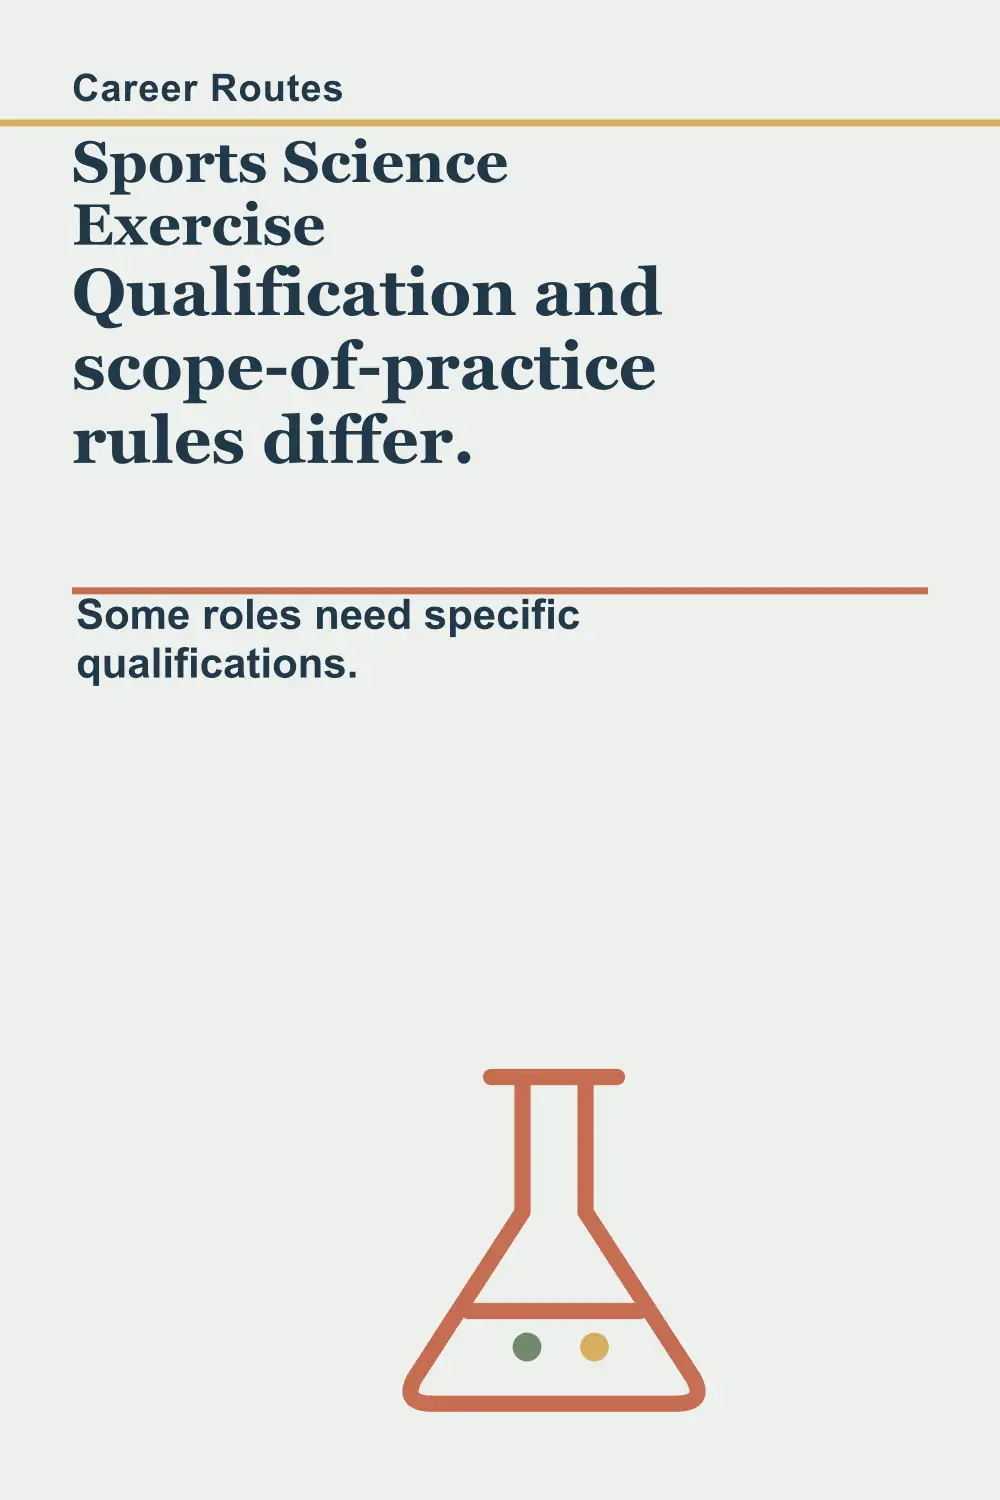 Career Routes
Sports Science
Exercise
Qualification and
scope-of-practice
rules differ.
Some roles need specific
qualifications.